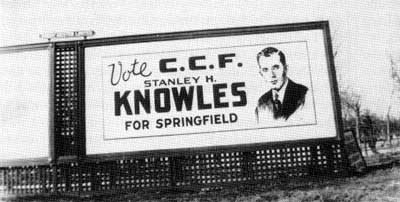 Vote C.C.F.
STANLEY H.
KNOWLES
FOR SPRINGFIELD